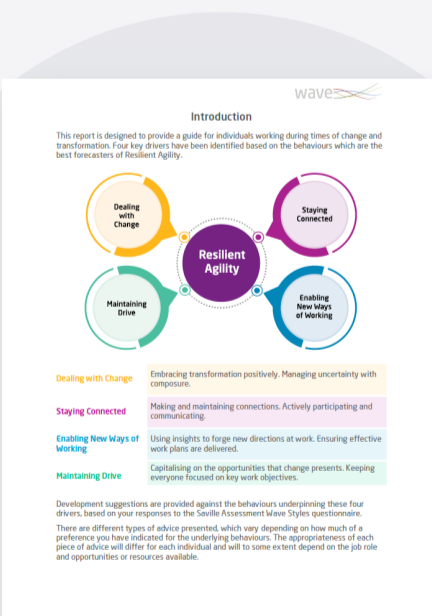 wave
Introduction
This report is designed to provide a guide for individuals working during times of change and
transformation. Four key drivers have been identified based on the behaviours which are the
best forecasters of Resilient Agility.
Dealing
with
Change
Staying
Connected
Resilient
Agility
Maintaining
Drive
Enabling
New Ways
of Working
Dealing with Change
Embracing transformation positively. Managing uncertainty with
composure.
Staying Connected
Making and maintaining connections. Actively participating and
communicating.
Enabling New Ways of
Working
Using insights to forge new directions at work. Ensuring effective
work plans are delivered.
Maintaining Drive
Capitalising on the opportunities that change presents. Keeping
everyone focused on key work objectives.
Development suggestions are provided against the behaviours underpinning these four
drivers, based on your responses to the Saville Assessment Wave Styles questionnaire.
There are different types of advice presented, which vary depending on how much of a
preference you have indicated for the underlying behaviours. The appropriateness of each
piece of advice will differ for each individual and will to some extent depend on the job role
and opportunities or resources available.